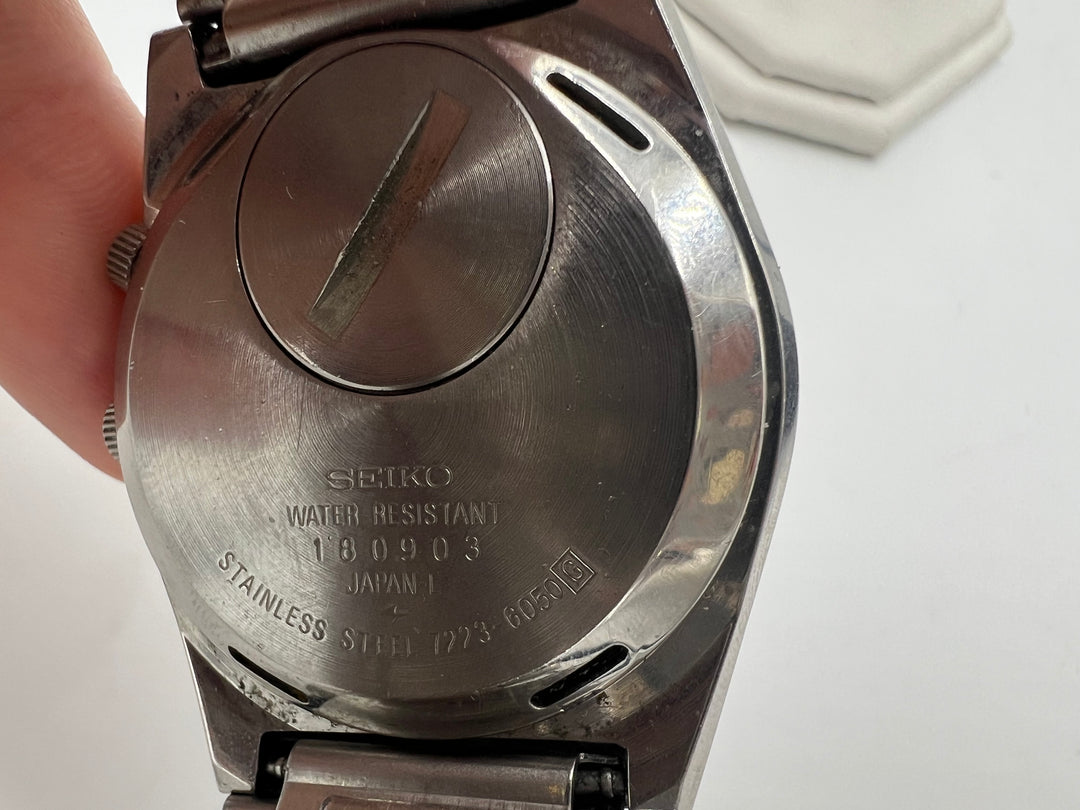 SEIKO
WATER RESISTANT
180903
JAPAN L
STAINLESS STEEL 7223-6050 G